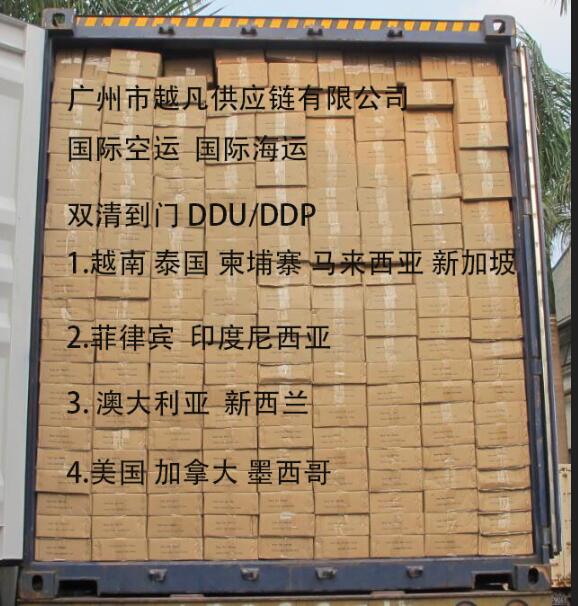 广州市越凡供应链有限公司
国际空运 国际海运
双清到门 DDU/DDP
1.越南 泰国 柬埔寨 马来西亚 新加坡
2.菲律宾 印度尼西亚
3. 澳大利亚 新西兰
4.美国 加拿大 墨西哥